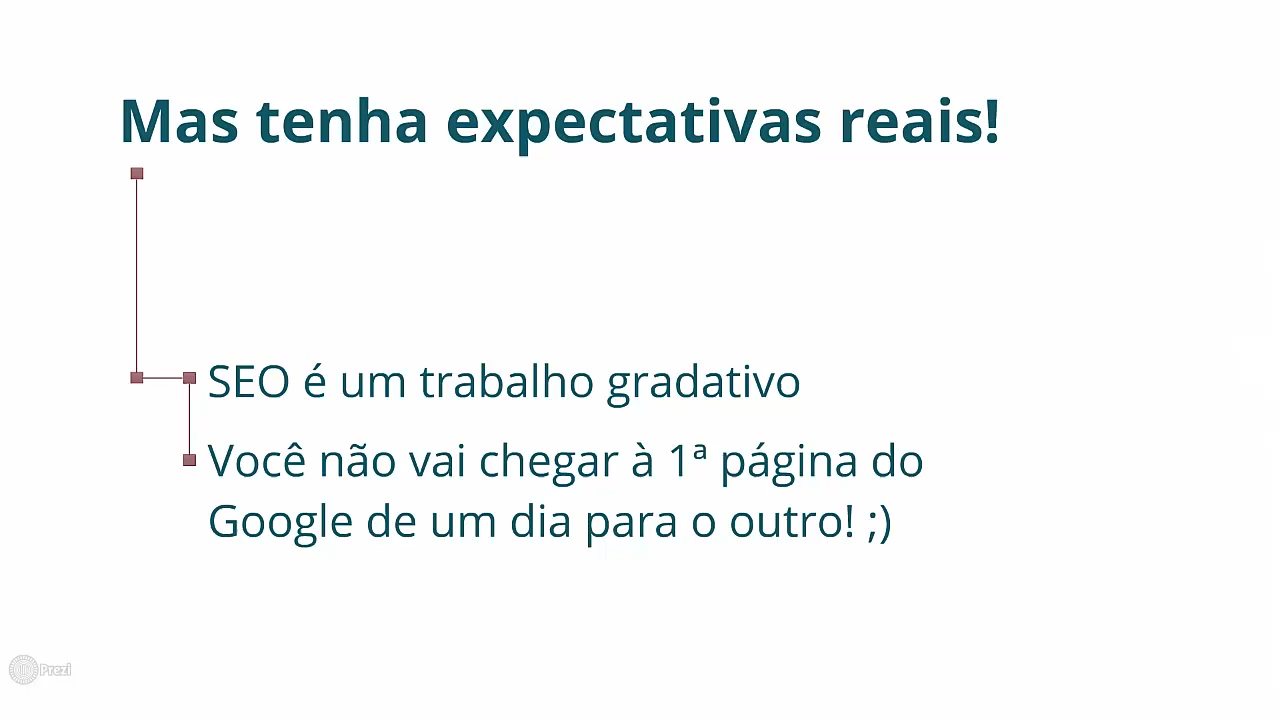 Mas tenha expectativas reais!
SEO é um trabalho gradativo
Você não vai chegar à 1ª página do
Google de um dia para o outro! ;)
Prezi